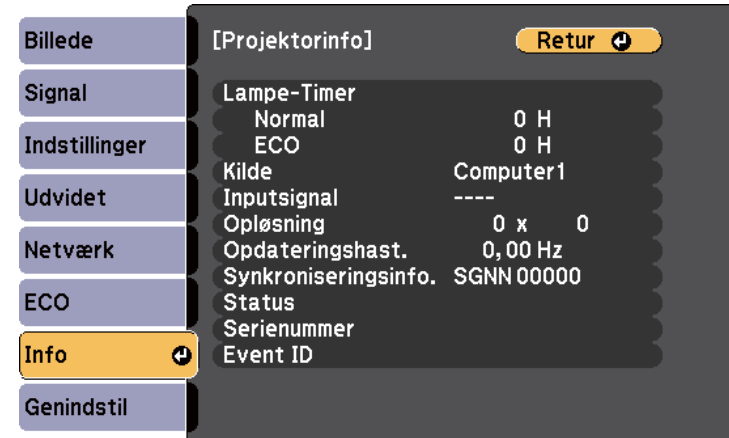 Billede
Signal
Indstillinger
Udvidet
Netværk
ECO
Info
Genindstil
[Projektorinfo] Retur
Lampe-Timer
Normal 0 H
ECO 0 H
Kilde Computer1
Inputsignal ----
Opløsning 0 x 0
Opdateringshast. 0,00 Hz
Synkroniseringsinfo. SGNN 00000
Status
Serienummer
Event ID